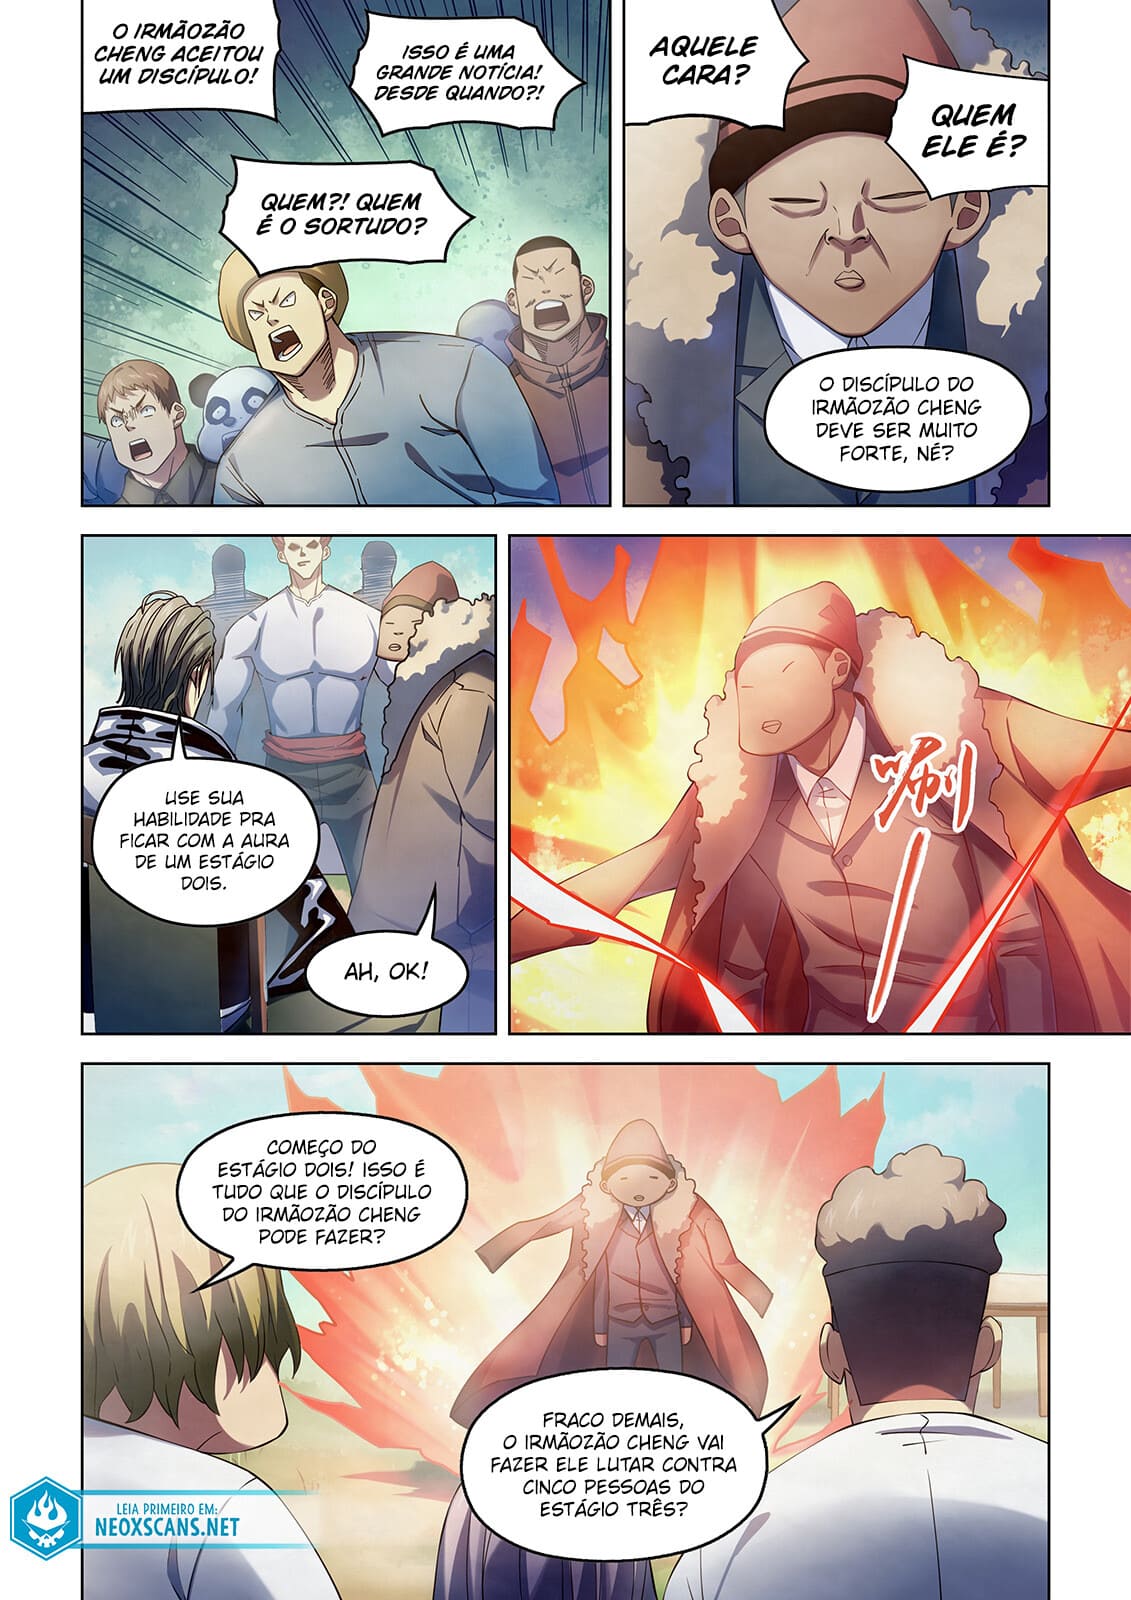 O IRMÃOZÃO
CHENG ACEITOU
UM DISCÍPULO!
ISSO É UMA
GRANDE NOTÍCIA!
DESDE QUANDO?!
QUEM?! QUEM
É O SORTUDO?
AQUELE
CARA?
QUEM
ELE É?
O DISCÍPULO DO
IRMÃOZÃO CHENG
DEVE SER MUITO
FORTE, NÉ?
USE SUA
HABILIDADE PRA
FICAR COM A AURA
DE UM ESTÁGIO
DOIS.
AH, OK!
唰
COMEÇO DO
ESTÁGIO DOIS! ISSO É
TUDO QUE O DISCÍPULO
DO IRMÃOZÃO CHENG
PODE FAZER?
FRACO DEMAIS,
O IRMÃOZÃO CHENG VAI
FAZER ELE LUTAR CONTRA
CINCO PESSOAS DO
ESTÁGIO TRÊS?
LEIA PRIMEIRO EM:
NEOXSCANS.NET